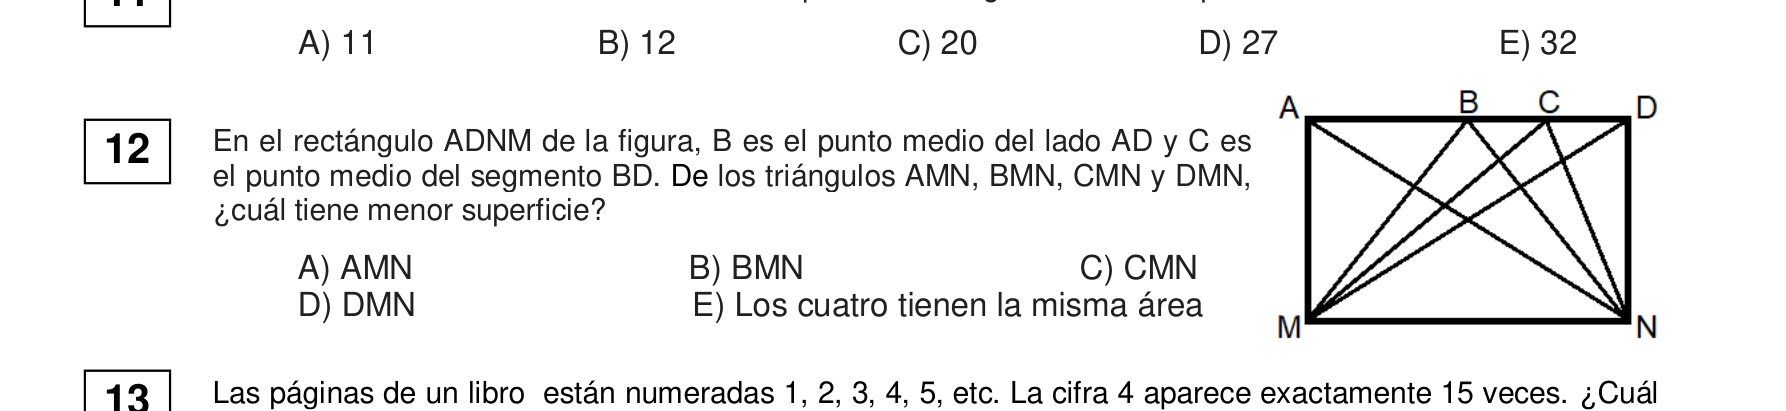 A) 11 B) 12 C) 20 D) 27 E) 32
A B C D
12 En el rectángulo ADNM de la figura, B es el punto medio del lado AD y C es
el punto medio del segmento BD. De los triángulos AMN, BMN, CMN y DMN,
¿cuál tiene menor superficie?
A) AMN B) BMN C) CMN
D) DMN E) Los cuatro tienen la misma área
M N
13 Las páginas de un libro están numeradas 1, 2, 3, 4, 5, etc. La cifra 4 aparece exactamente 15 veces. ¿Cuál